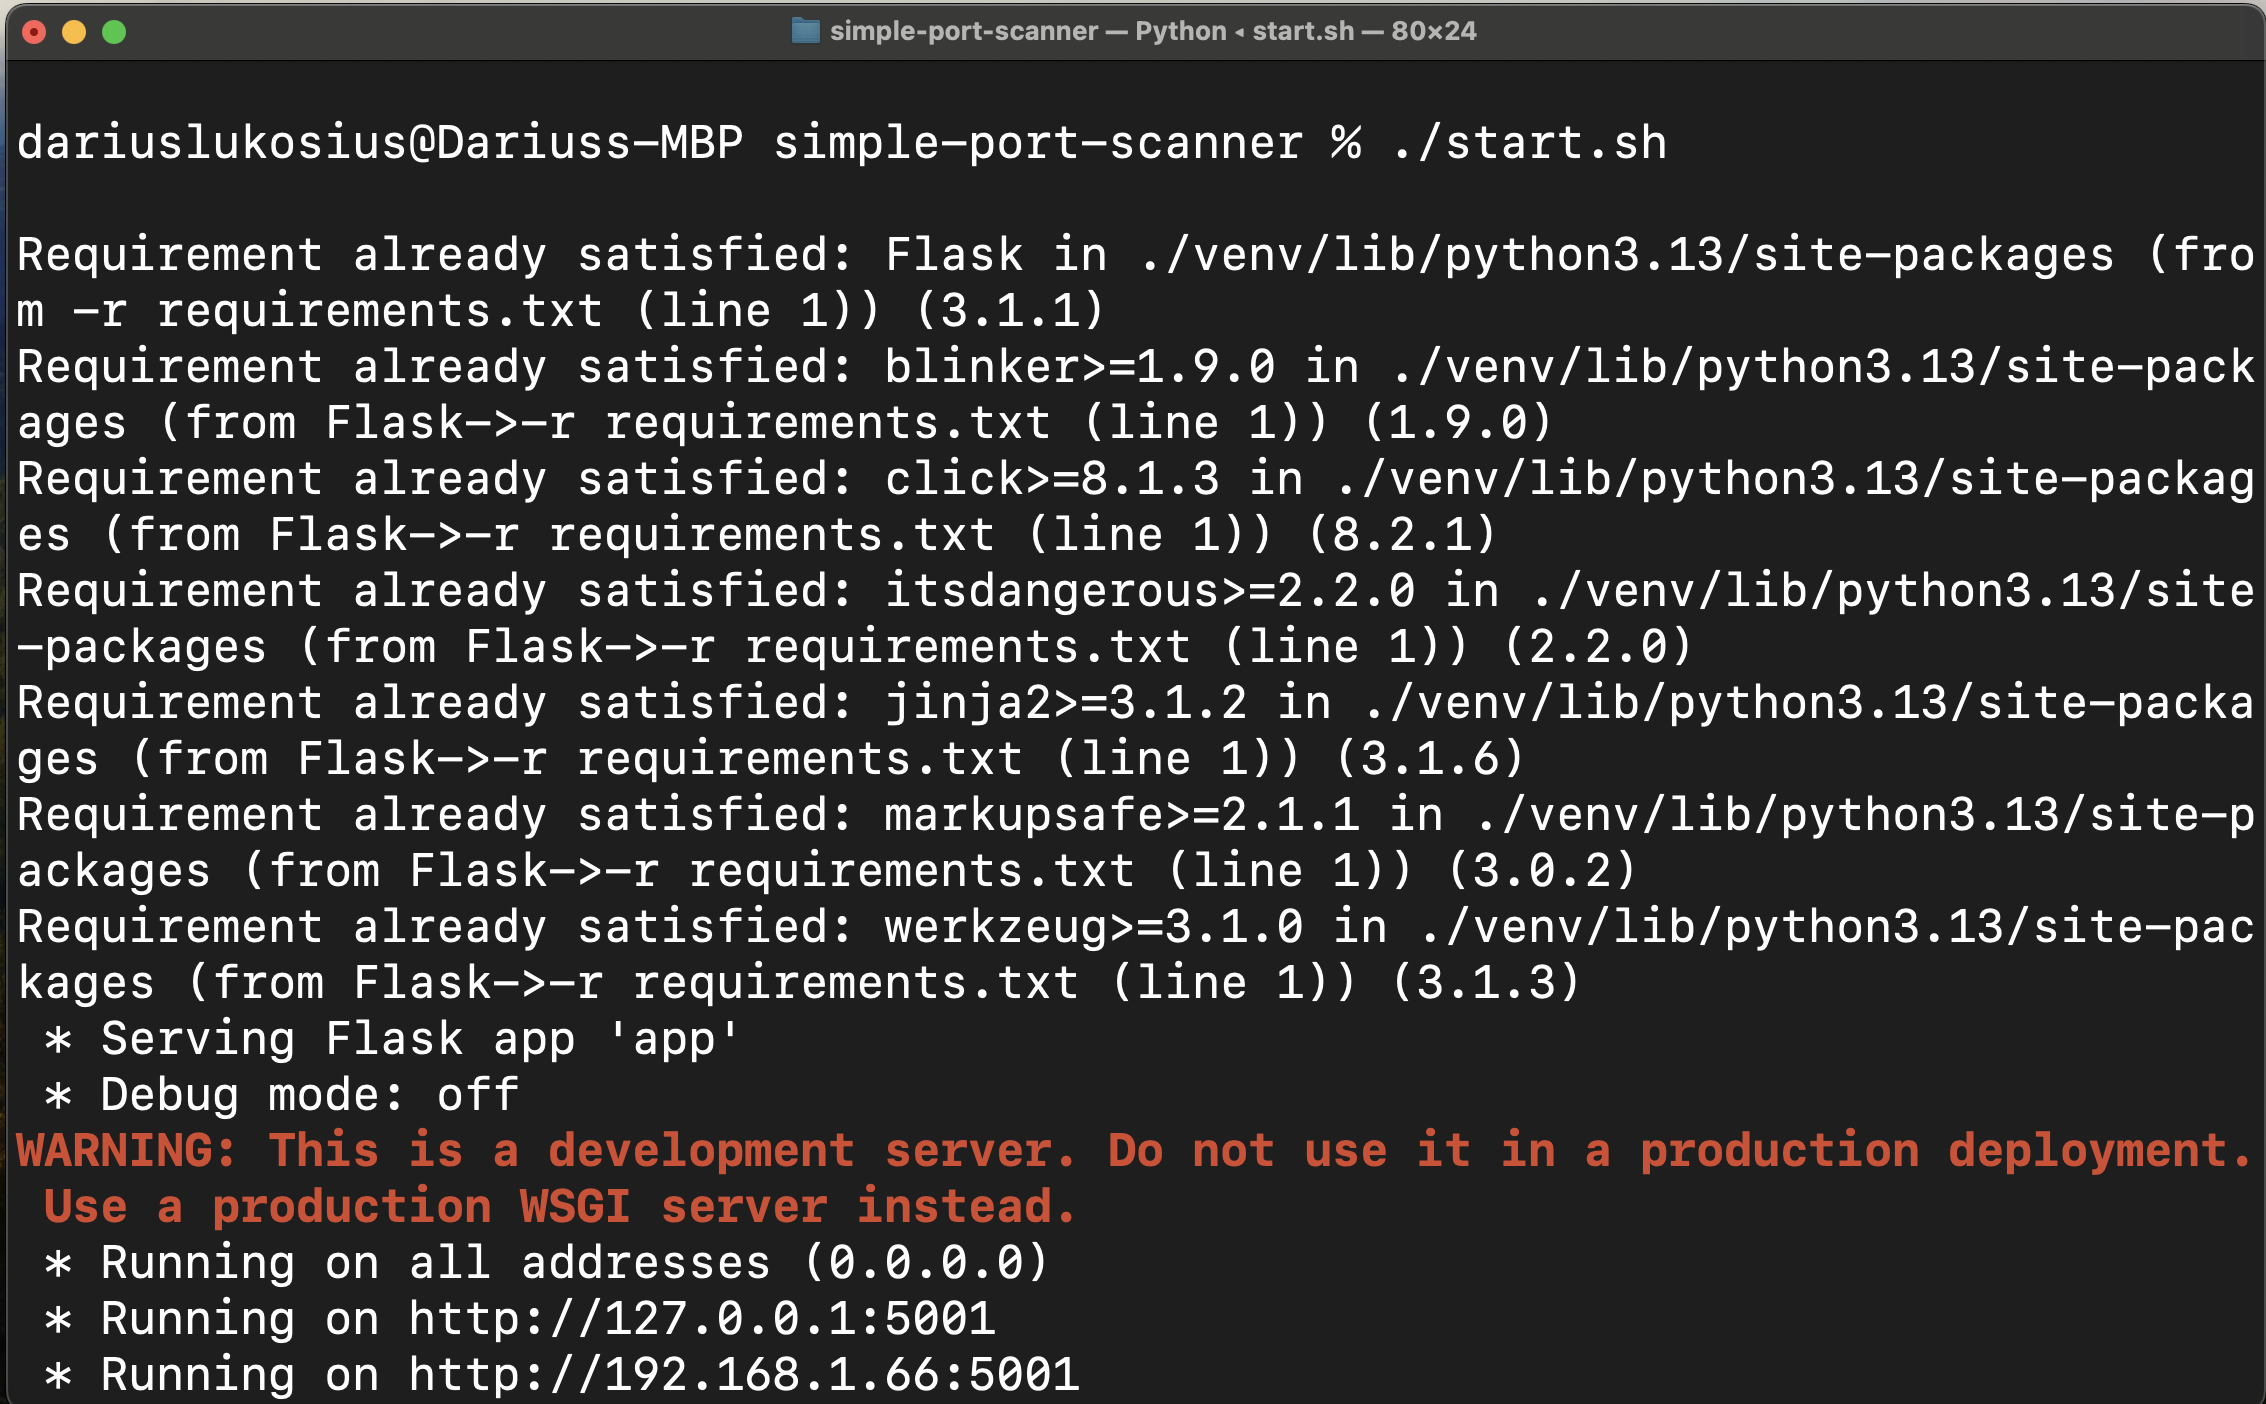 simple-port-scanner — Python ◂ start.sh — 80×24
dariuslukosius@Dariuss-MBP simple-port-scanner % ./start.sh
Requirement already satisfied: Flask in ./venv/lib/python3.13/site-packages (fro
m -r requirements.txt (line 1)) (3.1.1)
Requirement already satisfied: blinker>=1.9.0 in ./venv/lib/python3.13/site-pack
ages (from Flask->-r requirements.txt (line 1)) (1.9.0)
Requirement already satisfied: click>=8.1.3 in ./venv/lib/python3.13/site-packag
es (from Flask->-r requirements.txt (line 1)) (8.2.1)
Requirement already satisfied: itsdangerous>=2.2.0 in ./venv/lib/python3.13/site
-packages (from Flask->-r requirements.txt (line 1)) (2.2.0)
Requirement already satisfied: jinja2>=3.1.2 in ./venv/lib/python3.13/site-packa
ges (from Flask->-r requirements.txt (line 1)) (3.1.6)
Requirement already satisfied: markupsafe>=2.1.1 in ./venv/lib/python3.13/site-p
ackages (from Flask->-r requirements.txt (line 1)) (3.0.2)
Requirement already satisfied: werkzeug>=3.1.0 in ./venv/lib/python3.13/site-pac
kages (from Flask->-r requirements.txt (line 1)) (3.1.3)
 * Serving Flask app 'app'
 * Debug mode: off
WARNING: This is a development server. Do not use it in a production deployment.
 Use a production WSGI server instead.
 * Running on all addresses (0.0.0.0)
 * Running on http://127.0.0.1:5001
 * Running on http://192.168.1.66:5001